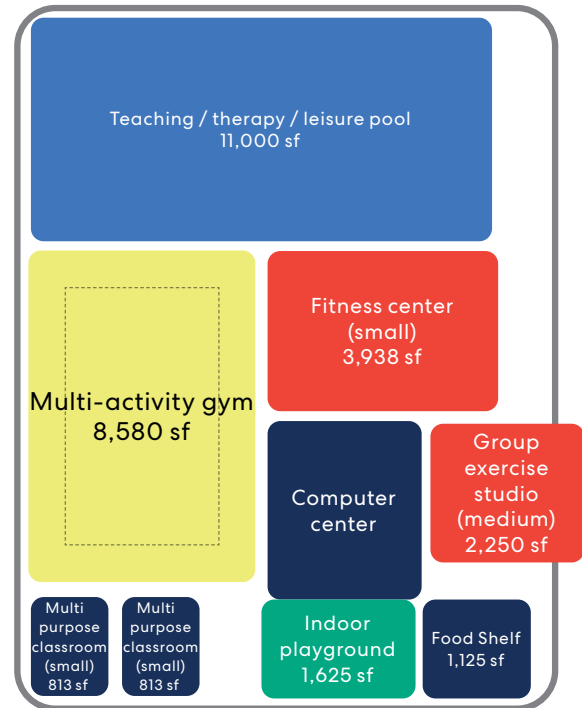 Teaching / therapy / leisure pool
11,000 sf
Multi-activity gym
8,580 sf
Fitness center
(small)
3,938 sf
Computer
center
Group
exercise
studio
(medium)
2,250 sf
Multi
purpose
classroom
(small)
813 sf
Multi
purpose
classroom
(small)
813 sf
Indoor
playground
1,625 sf
Food Shelf
1,125 sf